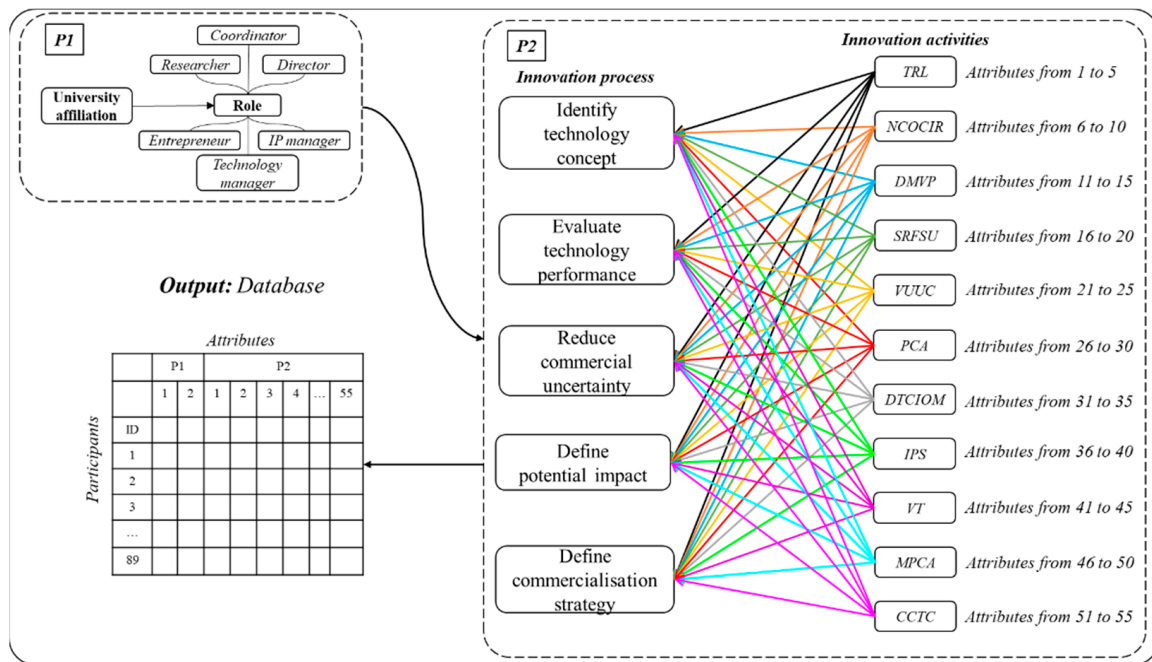 P1
Coordinator
Researcher
Director
University
affiliation
Role
Entrepreneur
IP manager
Technology
manager
Output: Database
Attributes
P1
P2
1 2 1 2 3 4 ... 55
Participants
ID
1
2
3
...
89
P2
Innovation process
Identify
technology
concept
Evaluate
technology
performance
Reduce
commercial
uncertainty
Define
potential impact
Define
commercialisation
strategy
Innovation activities
TRL Attributes from 1 to 5
NCOCIR Attributes from 6 to 10
DMVP Attributes from 11 to 15
SRFSU Attributes from 16 to 20
VUUC Attributes from 21 to 25
PCA Attributes from 26 to 30
DTCIOM Attributes from 31 to 35
IPS Attributes from 36 to 40
VT Attributes from 41 to 45
MPCA Attributes from 46 to 50
CCTC Attributes from 51 to 55